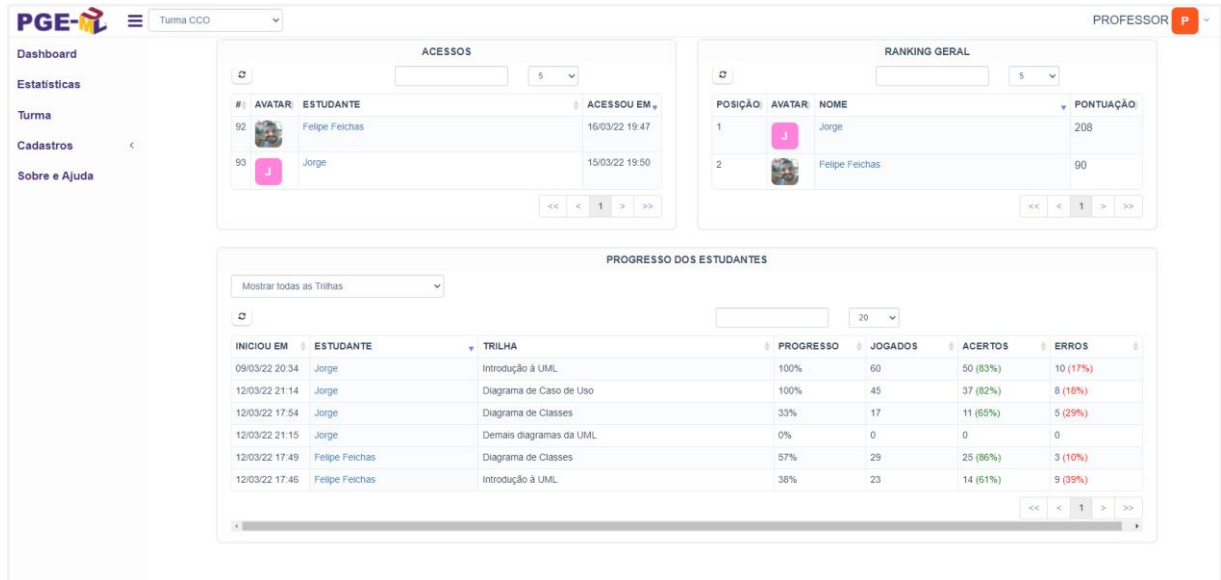 PGE-ML Turma CCO PROFESSOR P
Dashboard
Estatísticas
Turma
Cadastros <
Sobre e Ajuda
ACESSOS
5
# AVATAR ESTUDANTE ACESSOU EM
92 Felipe Feichas 16/03/22 19:47
93 J Jorge 15/03/22 19:50
<< < 1 > >>
RANKING GERAL
5
POSIÇÃO AVATAR NOME PONTUAÇÃO
1 J Jorge 208
2 Felipe Feichas 90
<< < 1 > >>
PROGRESSO DOS ESTUDANTES
Mostrar todas as Trilhas
20
INICIOU EM ESTUDANTE TRILHA PROGRESSO JOGADOS ACERTOS ERROS
09/03/22 20:34 Jorge Introdução à UML 100% 60 50 (83%) 10 (17%)
12/03/22 21:14 Jorge Diagrama de Caso de Uso 100% 45 37 (82%) 8 (18%)
12/03/22 17:54 Jorge Diagrama de Classes 33% 17 11 (65%) 5 (29%)
12/03/22 21:15 Jorge Demais diagramas da UML 0% 0 0 0
12/03/22 17:49 Felipe Feichas Diagrama de Classes 57% 29 25 (86%) 3 (10%)
12/03/22 17:46 Felipe Feichas Introdução à UML 38% 23 14 (61%) 9 (39%)
<< < 1 > >>